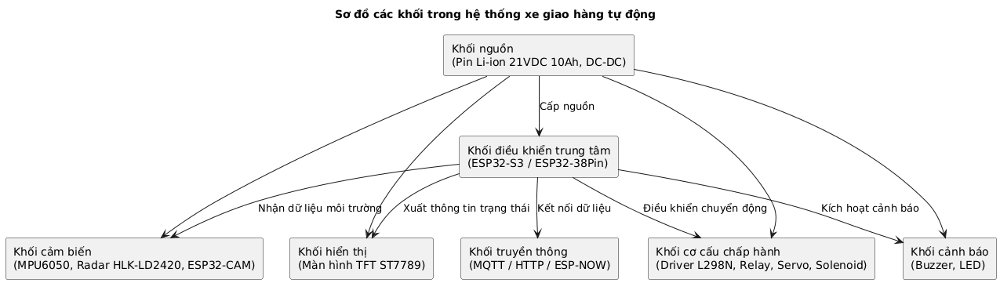 Sơ đồ các khối trong hệ thống xe giao hàng tự động
Khối nguồn
(Pin Li-ion 21VDC 10Ah, DC-DC)
Cấp nguồn
Khối điều khiển trung tâm
(ESP32-S3 / ESP32-38Pin)
Nhận dữ liệu môi trường
Xuất thông tin trạng thái
Kết nối dữ liệu
Điều khiển chuyển động
Kích hoạt cảnh báo
Khối cảm biến
(MPU6050, Radar HLK-LD2420, ESP32-CAM)
Khối hiển thị
(Màn hình TFT ST7789)
Khối truyền thông
(MQTT / HTTP / ESP-NOW)
Khối cơ cấu chấp hành
(Driver L298N, Relay, Servo, Solenoid)
Khối cảnh báo
(Buzzer, LED)